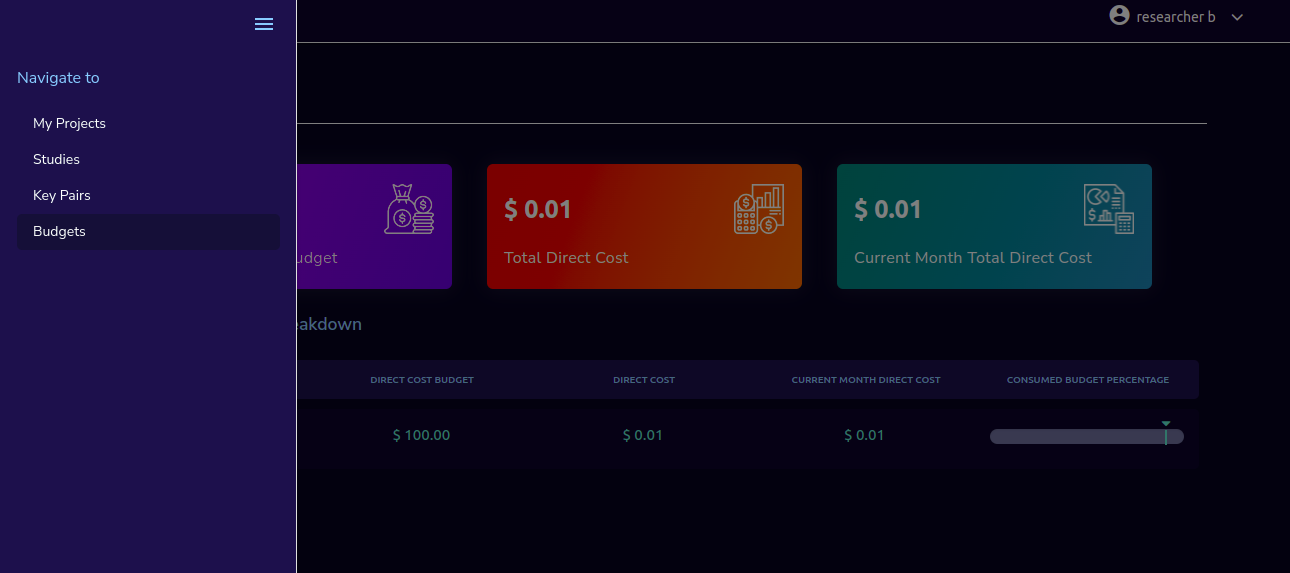 researcher b
Navigate to
My Projects
Studies
Key Pairs
Budgets
$ 0.01
$ 0.01
udget
Total Direct Cost
Current Month Total Direct Cost
eakdown
DIRECT COST BUDGET DIRECT COST CURRENT MONTH DIRECT COST CONSUMED BUDGET PERCENTAGE
$ 100.00 $ 0.01 $ 0.01